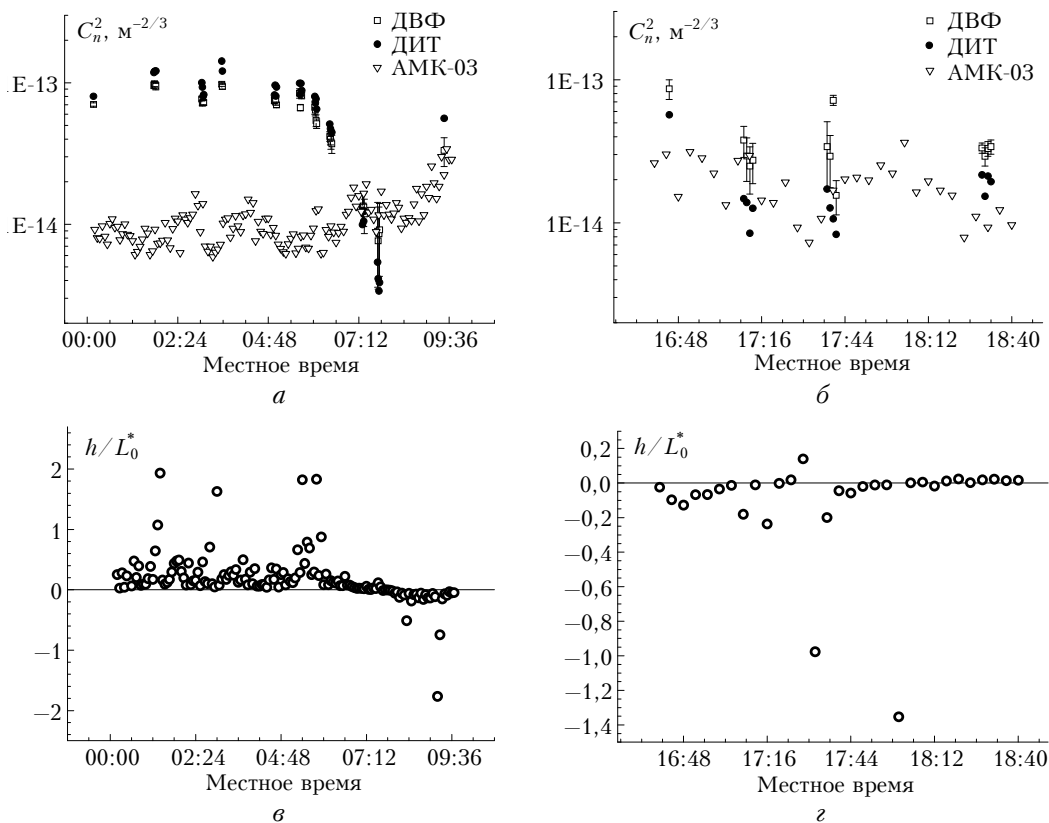 C_n^2, м^{−2/3}
ДВФ
ДИТ
АМК-03
1E-13
1E-14
00:00 02:24 04:48 07:12 09:36
Местное время
а
C_n^2, м^{−2/3}
ДВФ
ДИТ
АМК-03
1E-13
1E-14
16:48 17:16 17:44 18:12 18:40
Местное время
б
h/L_0^*
2
1
0
−1
−2
00:00 02:24 04:48 07:12 09:36
Местное время
в
h/L_0^*
0,2
0,0
−0,2
−0,4
−0,6
−0,8
−1,0
−1,2
−1,4
16:48 17:16 17:44 18:12 18:40
Местное время
г